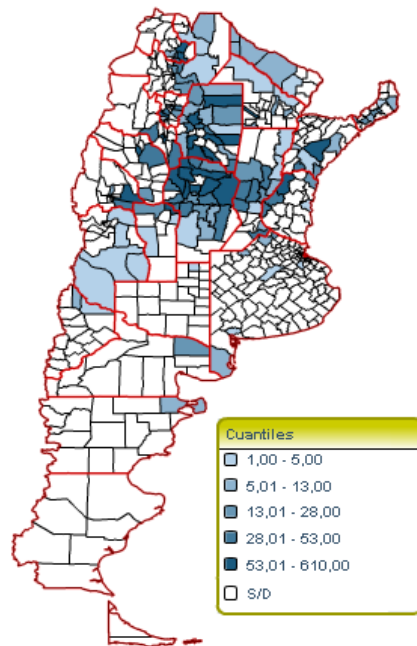 Cuantiles
1,00 - 5,00
5,01 - 13,00
13,01 - 28,00
28,01 - 53,00
53,01 - 610,00
S/D